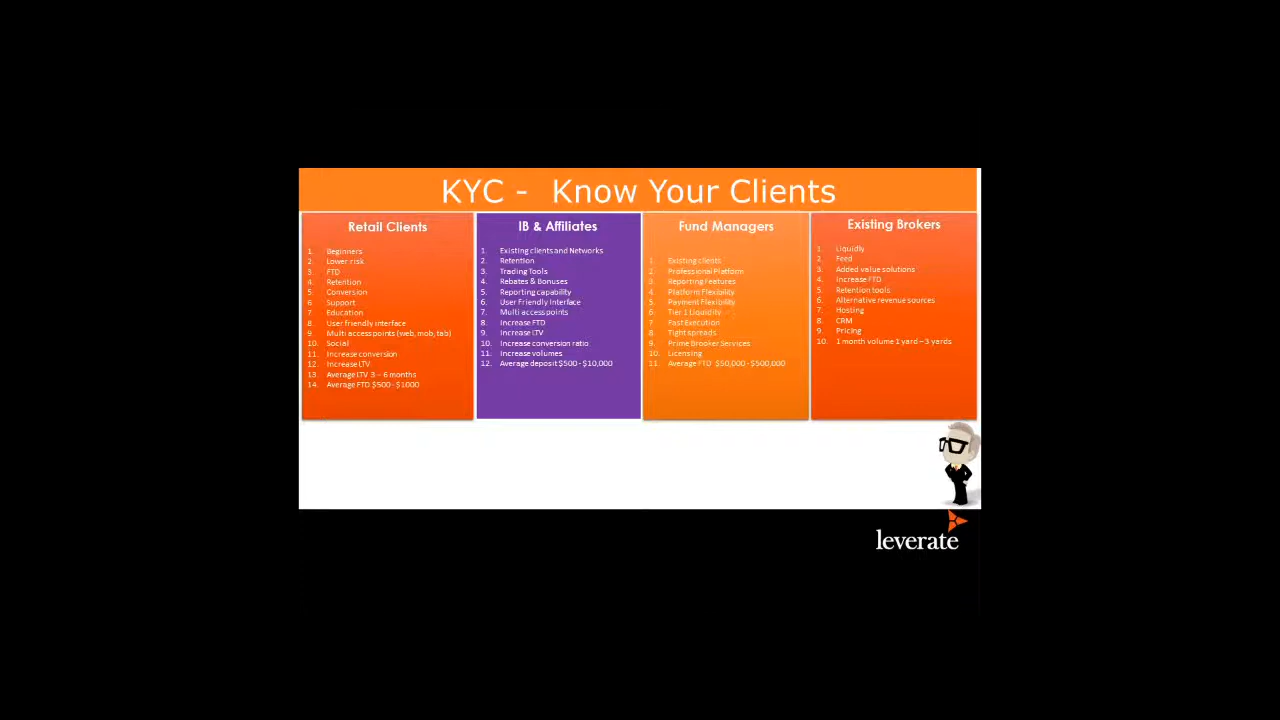 KYC - Know Your Clients
Retail Clients
1. Beginners
2. Lower risk
3. FTD
4. Retention
5. Conversion
6. Support
7. Education
8. User friendly interface
9. Multi access points (web, mob, tab)
10. Social
11. Increase conversion
12. Increase LTV
13. Average LTV 3 – 6 months
14. Average FTD $500 - $1000
IB & Affiliates
1. Existing clients and Networks
2. Retention
3. Trading Tools
4. Rebates & Bonuses
5. Reporting capability
6. User Friendly Interface
7. Multi access points
8. Increase FTD
9. Increase LTV
10. Increase conversion ratio
11. Increase volumes
12. Average deposit $500 - $10,000
Fund Managers
1. Existing clients
2. Professional Platform
3. Reporting Features
4. Platform Flexibility
5. Payment Flexibility
6. Tier 1 Liquidity
7. Fast Execution
8. Tight spreads
9. Prime Brooker Services
10. Licensing
11. Average FTD $50,000 - $500,000
Existing Brokers
1. Liquidly
2. Feed
3. Added value solutions
4. Increase FTD
5. Retention tools
6. Alternative revenue sources
7. Hosting
8. CRM
9. Pricing
10. 1 month volume 1 yard – 3 yards
leverate